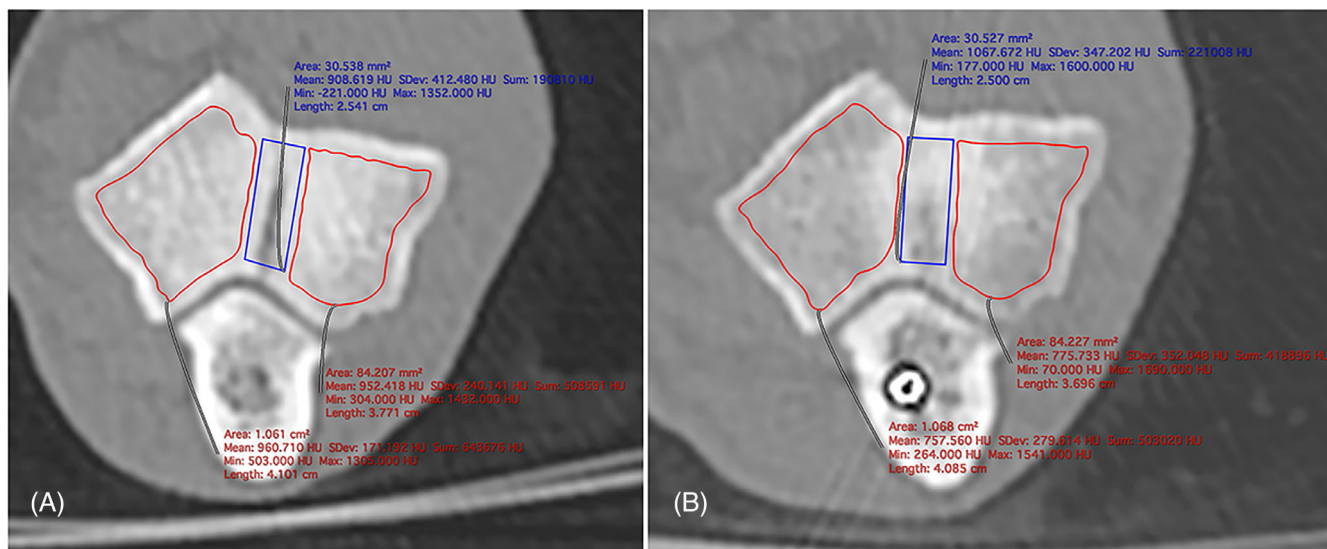 Area: 30.538 mm²
Mean: 908.619 HU SDev: 412.480 HU Sum: 190810 HU
Min: -221.000 HU Max: 1352.000 HU
Length: 2.541 cm
Area: 84.207 mm²
Mean: 952.418 HU SDev: 240.141 HU Sum: 508591 HU
Min: 304.000 HU Max: 1432.000 HU
Length: 3.771 cm
Area: 1.061 cm²
Mean: 960.710 HU SDev: 171.192 HU Sum: 643676 HU
Min: 503.000 HU Max: 1305.000 HU
Length: 4.101 cm
(A)
Area: 30.527 mm²
Mean: 1067.672 HU SDev: 347.202 HU Sum: 221008 HU
Min: 177.000 HU Max: 1600.000 HU
Length: 2.500 cm
Area: 84.227 mm²
Mean: 775.733 HU SDev: 352.048 HU Sum: 418896 HU
Min: 70.000 HU Max: 1690.000 HU
Length: 3.696 cm
Area: 1.068 cm²
Mean: 757.560 HU SDev: 279.614 HU Sum: 503020 HU
Min: 264.000 HU Max: 1541.000 HU
Length: 4.085 cm
(B)